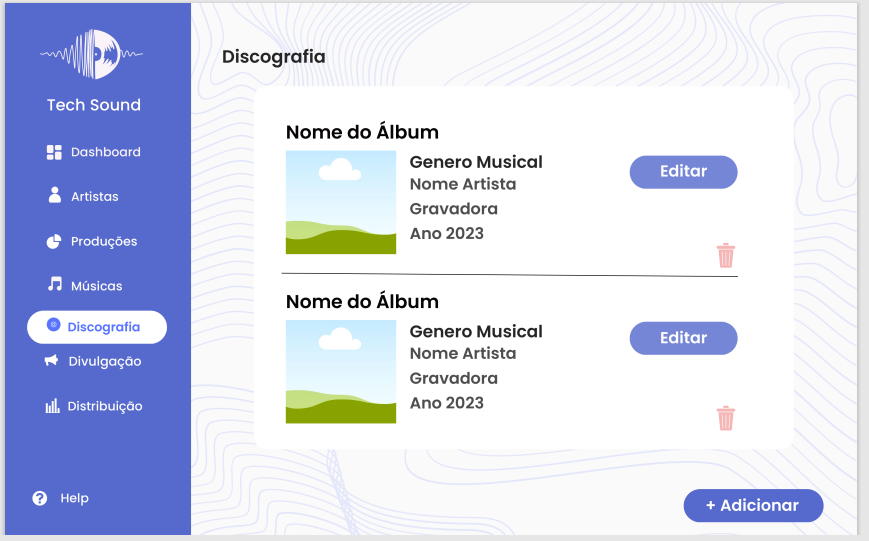 Tech Sound
Dashboard
Artistas
Produções
Músicas
Discografia
Divulgação
Distribuição
? Help
Discografia
Nome do Álbum
Genero Musical
Nome Artista
Gravadora
Ano 2023
Editar
Nome do Álbum
Genero Musical
Nome Artista
Gravadora
Ano 2023
Editar
+ Adicionar